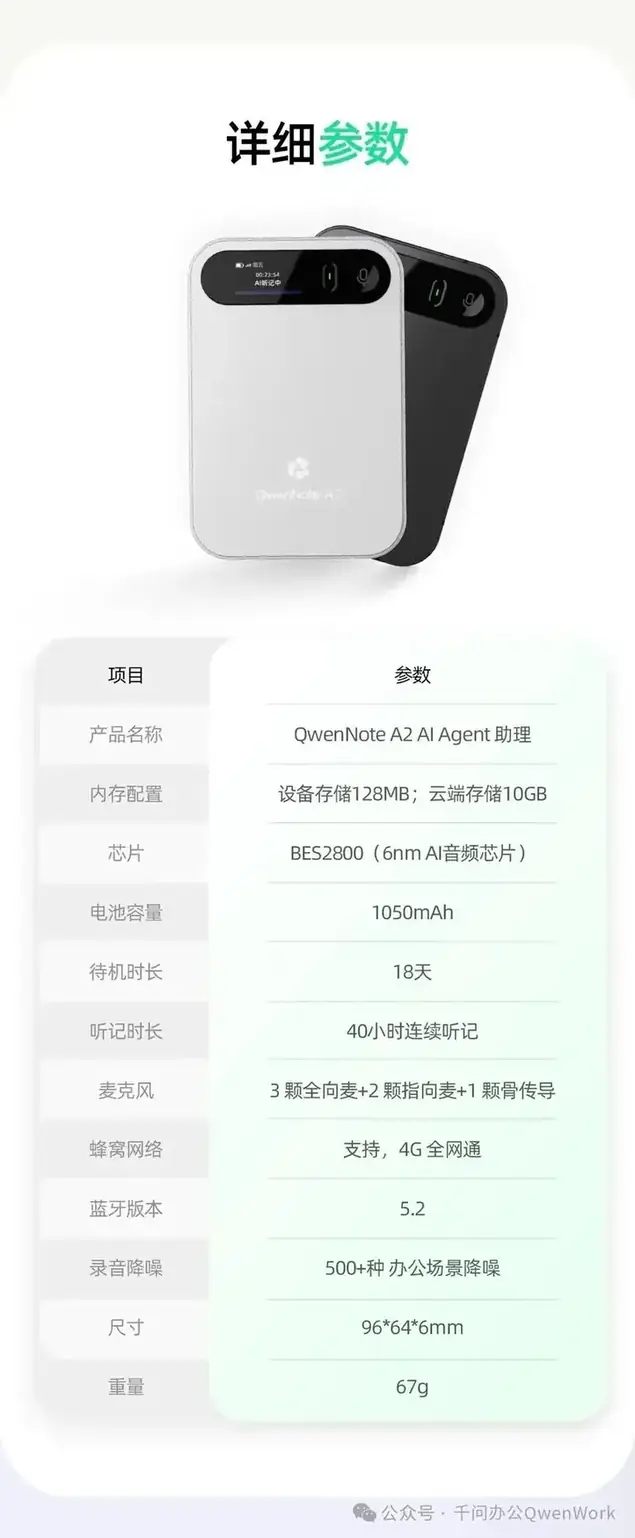 详细参数
00:23:54
AI听记中
QwenNote A2
项目 参数
产品名称 QwenNote A2 AI Agent 助理
内存配置 设备存储128MB；云端存储10GB
芯片 BES2800（6nm AI音频芯片）
电池容量 1050mAh
待机时长 18天
听记时长 40小时连续听记
麦克风 3 颗全向麦+2 颗指向麦+1 颗骨传导
蜂窝网络 支持，4G 全网通
蓝牙版本 5.2
录音降噪 500+种 办公场景降噪
尺寸 96*64*6mm
重量 67g
公众号 · 千问办公QwenWork